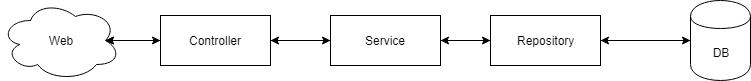 Web
Controller
Service
Repository
DB